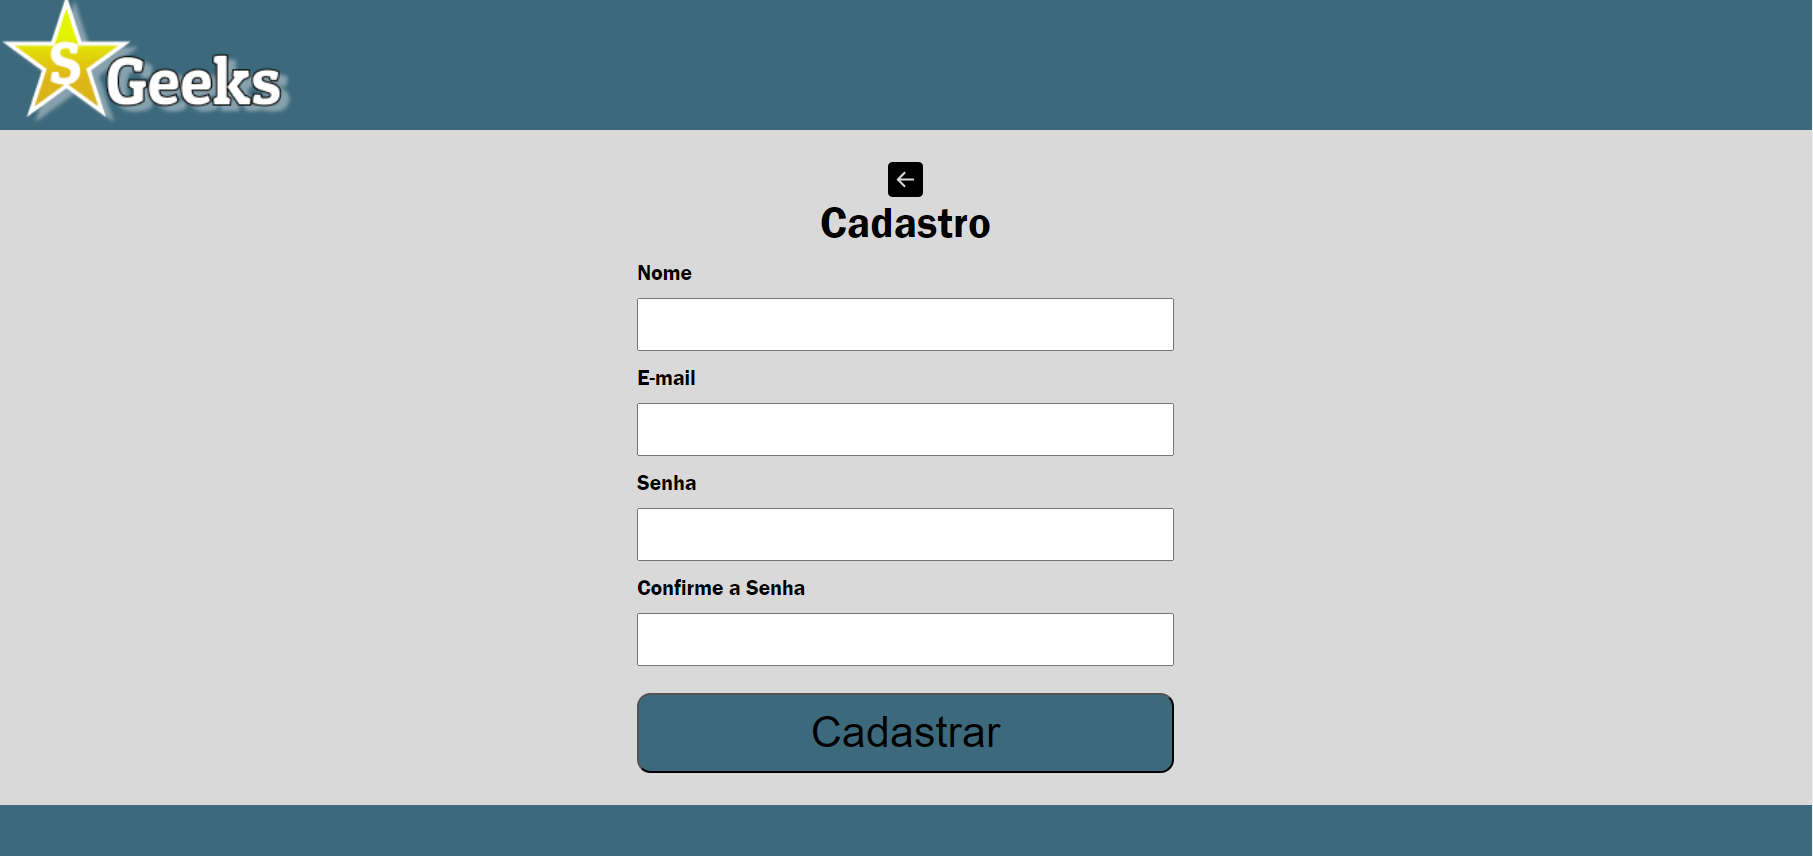 S Geeks
Cadastro
Nome
E-mail
Senha
Confirme a Senha
Cadastrar